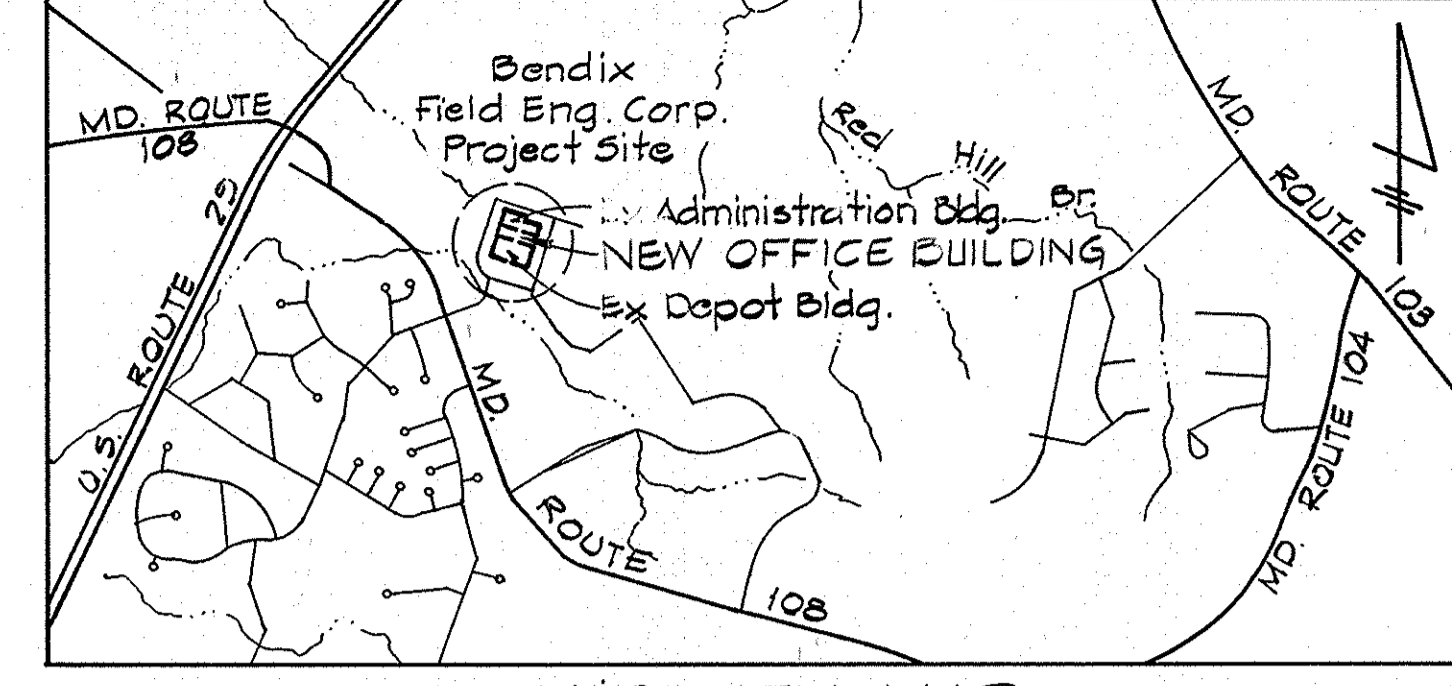 MD. ROUTE
108
Bendix
Field Eng. Corp.
Project Site
Administration Bldg.
NEW OFFICE BUILDING
Ex Depot Bldg.
Red Hill Br.
U.S. ROUTE 29
MD. ROUTE 108
MD. ROUTE 103
MD. ROUTE 104